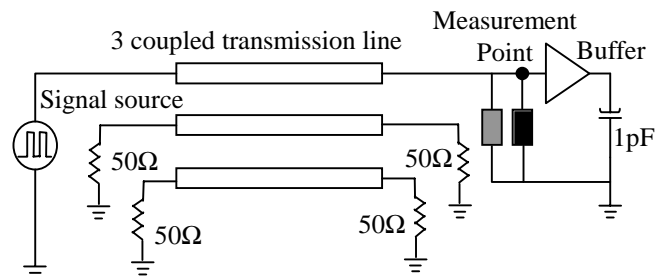 Measurement
3 coupled transmission line
Point
Buffer
Signal source
50Ω
50Ω
1pF
50Ω
50Ω